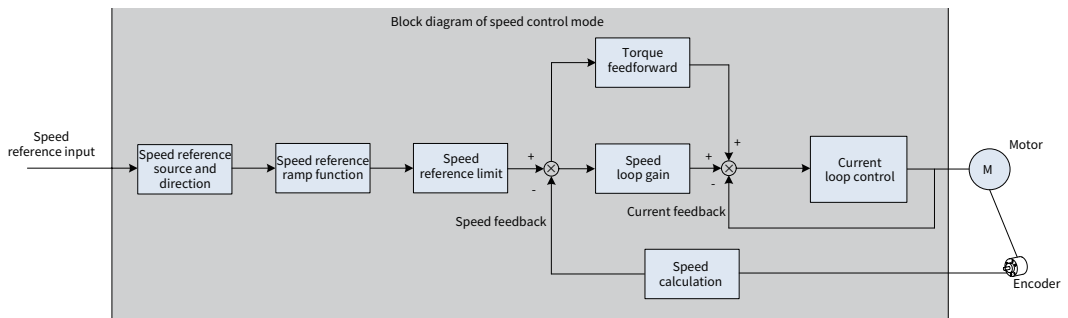 Block diagram of speed control mode
Torque
feedforward
Speed
reference input
Speed reference
source and
direction
Speed reference
ramp function
Speed
reference limit
+
-
Speed
loop gain
+
+
-
Current
loop control
Motor
M
Speed feedback
Current feedback
Speed
calculation
Encoder